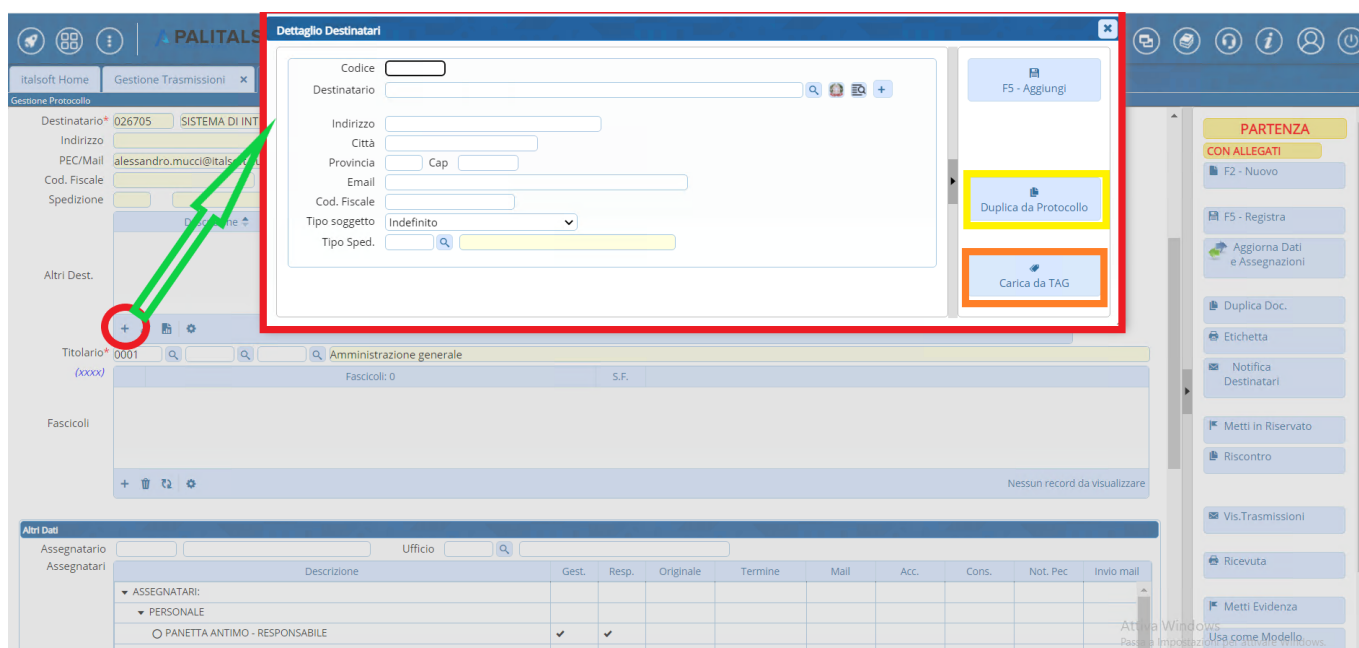 PALITALS
italsoft Home
Gestione Trasmissioni ×
Gestione Protocollo
Destinatario* 026705 SISTEMA DI INT
Indirizzo
PEC/Mail
Cod. Fiscale
Spedizione
Altri Dest.
Dettaglio Destinatari
Codice
Destinatario
Indirizzo
Città
Provincia Cap
Email
Cod. Fiscale
Tipo soggetto Indefinito
Tipo Sped.
F5 - Aggiungi
Duplica da Protocollo
Carica da TAG
Titolario* 0001 Amministrazione generale
(xxxx)
Fascicoli: 0 S.F.
Fascicoli
Nessun record da visualizzare
Altri Dati
Assegnatario Ufficio
Assegnatari
Descrizione Gest. Resp. Originale Termine Mail Acc. Cons. Not. Pec Invio mail
ASSEGNATARI:
PERSONALE
PANETTA ANTIMO - RESPONSABILE
PARTENZA
CON ALLEGATI
F2 - Nuovo
F5 - Registra
Aggiorna Dati
e Assegnazioni
Duplica Doc.
Etichetta
Notifica
Destinatari
Metti in Riservato
Riscontro
Vis.Trasmissioni
Ricevuta
Metti Evidenza
Usa come Modello
Attiva Windows
Passa a Impostazioni per attivare Windows.